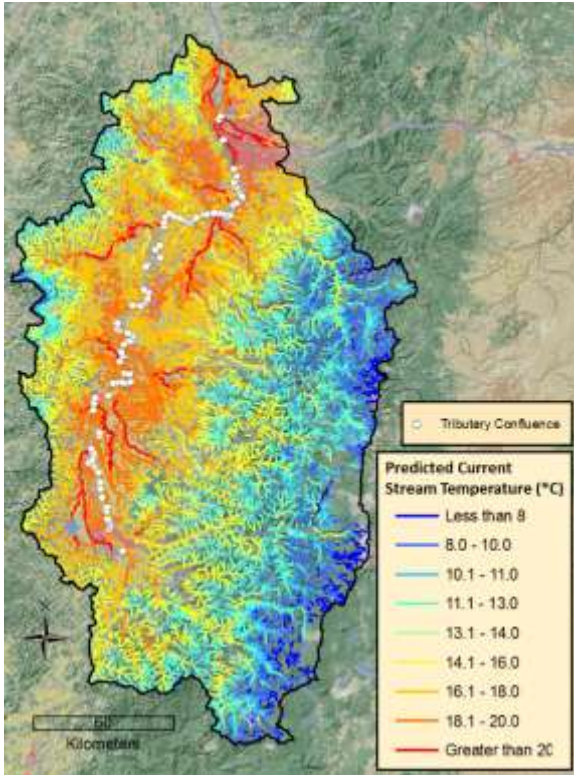 Tributary Confluence
Predicted Current
Stream Temperature (°C)
Less than 8
8.0 - 10.0
10.1 - 11.0
11.1 - 13.0
13.1 - 14.0
14.1 - 16.0
16.1 - 18.0
18.1 - 20.0
Greater than 20
Kilometers